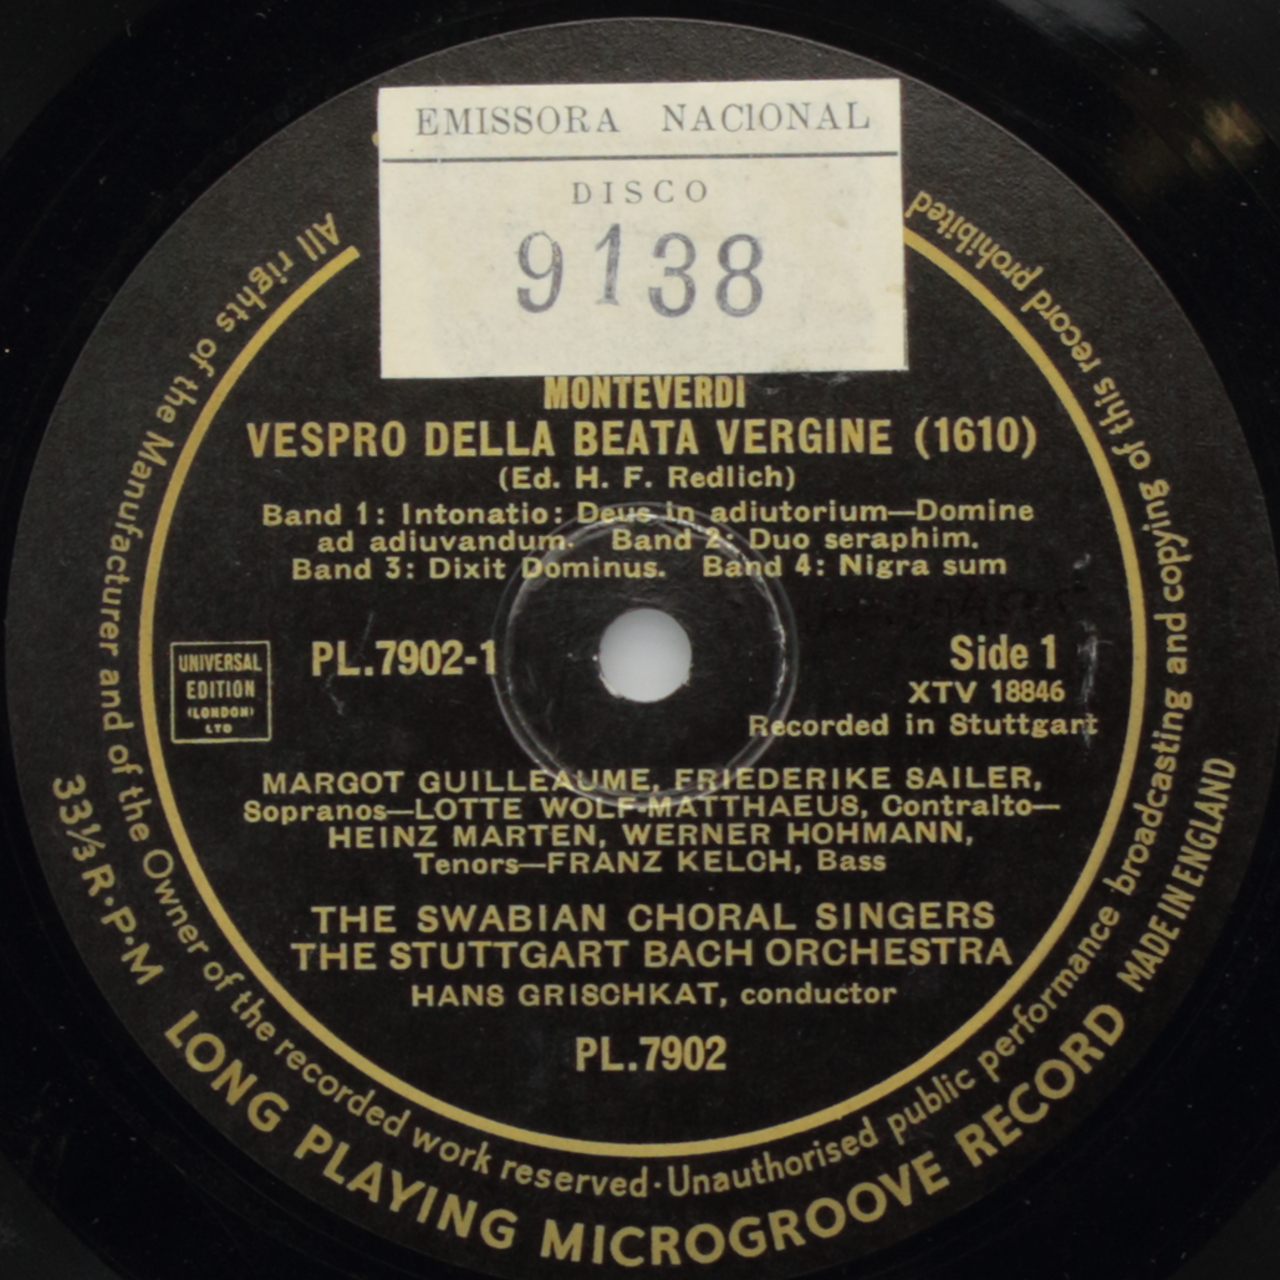 EMISSORA NACIONAL
DISCO
9138
MONTEVERDI
VESPRO DELLA BEATA VERGINE (1610)
(Ed. H. F. Redlich)
Band 1: Intonatio: Deus in adiutorium—Domine
ad adiuvandum. Band 2: Duo seraphim.
Band 3: Dixit Dominus. Band 4: Nigra sum
UNIVERSAL
EDITION
(LONDON)
LTD
PL.7902-1
Side 1
XTV 18846
Recorded in Stuttgart
MARGOT GUILLEAUME, FRIEDERIKE SAILER,
Sopranos—LOTTE WOLF-MATTHAEUS, Contralto—
HEINZ MARTEN, WERNER HOHMANN,
Tenors—FRANZ KELCH, Bass
THE SWABIAN CHORAL SINGERS
THE STUTTGART BACH ORCHESTRA
HANS GRISCHKAT, conductor
PL.7902
All rights of the Manufacturer and of the Owner of the recorded work reserved·Unauthorised public performance broadcasting and copying of this record prohibited
33⅓R·P·M LONG PLAYING MICROGROOVE RECORD MADE IN ENGLAND